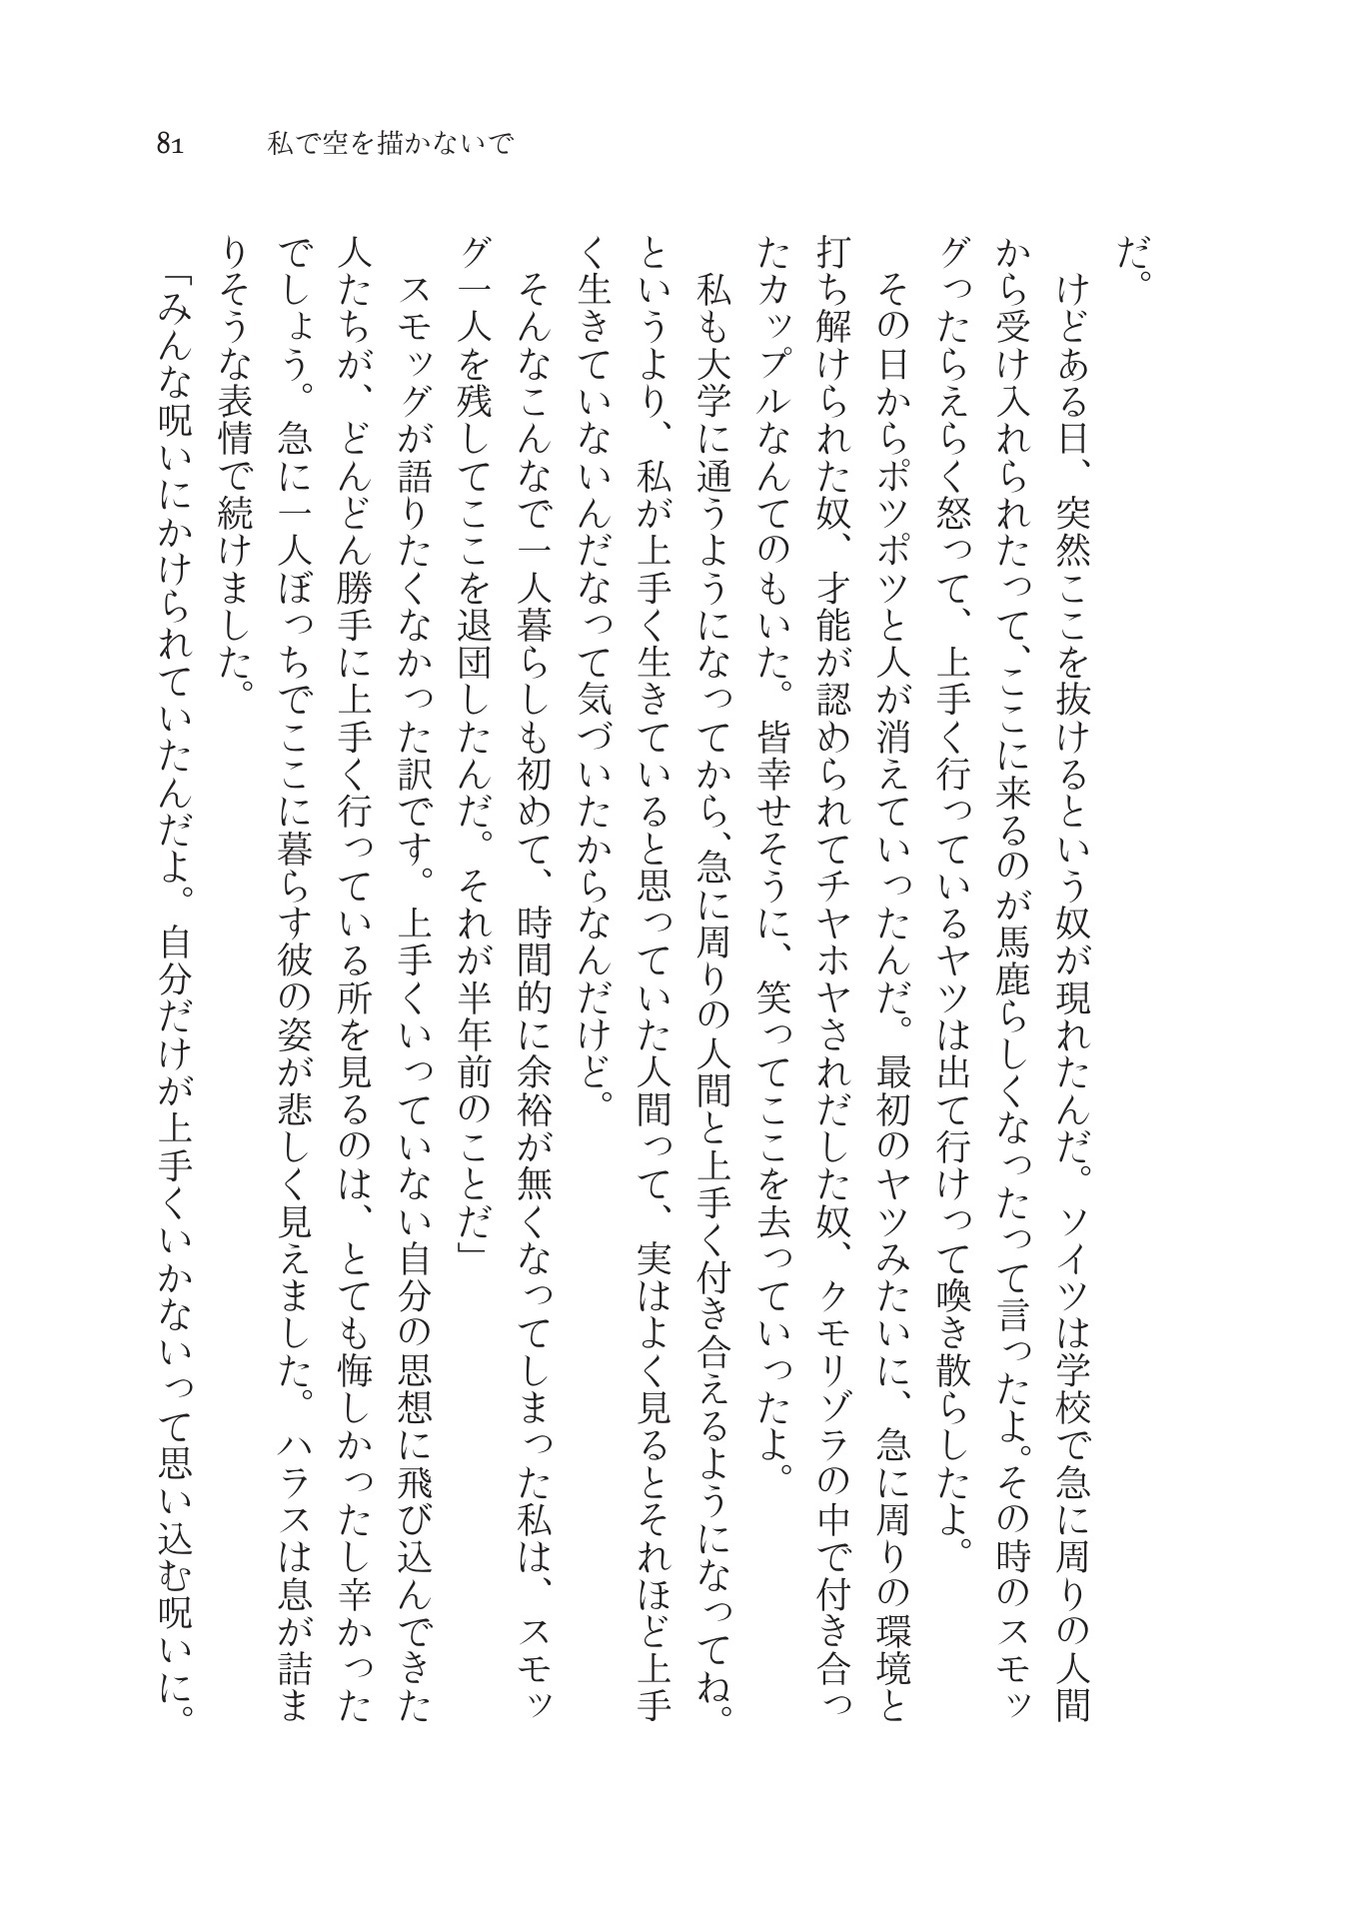 81 私で空を描かないで
だ。
けどある日、突然ここを抜けるという奴が現れたんだ。ソイツは学校で急に周りの人間
から受け入れられたって、ここに来るのが馬鹿らしくなったって言ったよ。その時のスモッ
グったらえらく怒って、上手く行っているヤツは出て行けって喚き散らしたよ。
その日からポツポツと人が消えていったんだ。最初のヤツみたいに、急に周りの環境と
打ち解けられた奴、才能が認められてチヤホヤされだした奴、クモリゾラの中で付き合っ
たカップルなんてのもいた。皆幸せそうに、笑ってここを去っていったよ。
私も大学に通うようになってから、急に周りの人間と上手く付き合えるようになってね。
というより、私が上手く生きていると思っていた人間って、実はよく見るとそれほど上手
く生きていないんだなって気づいたからなんだけど。
そんなこんなで一人暮らしも初めて、時間的に余裕が無くなってしまった私は、スモッ
グ一人を残してここを退団したんだ。それが半年前のことだ」
スモッグが語りたくなかった訳です。上手くいっていない自分の思想に飛び込んできた
人たちが、どんどん勝手に上手く行っている所を見るのは、とても悔しかったし辛かった
でしょう。急に一人ぼっちでここに暮らす彼の姿が悲しく見えました。ハラスは息が詰ま
りそうな表情で続けました。
「みんな呪いにかけられていたんだよ。自分だけが上手くいかないって思い込む呪いに。